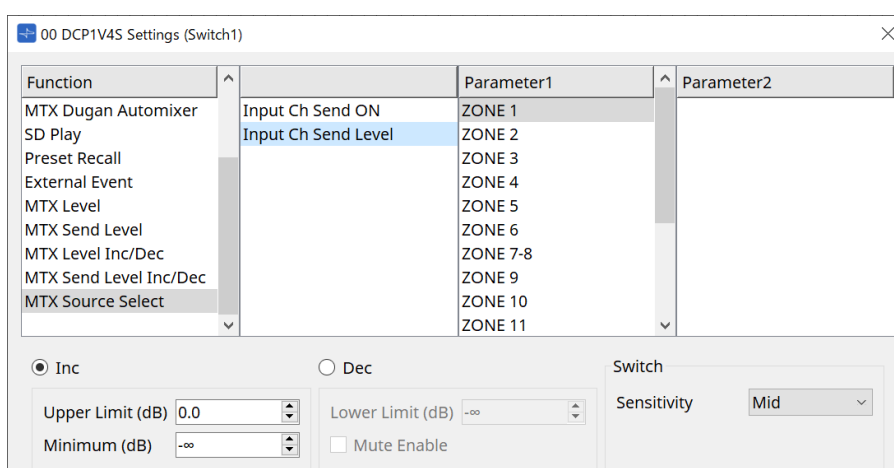 00 DCP1V4S Settings (Switch1)
Function
Parameter1
Parameter2
MTX Dugan Automixer
Input Ch Send ON
ZONE 1
SD Play
Input Ch Send Level
ZONE 2
Preset Recall
ZONE 3
External Event
ZONE 4
MTX Level
ZONE 5
MTX Send Level
ZONE 6
MTX Level Inc/Dec
ZONE 7-8
MTX Send Level Inc/Dec
ZONE 9
MTX Source Select
ZONE 10
ZONE 11
Inc
Dec
Switch
Upper Limit (dB) 0.0
Lower Limit (dB) -∞
Sensitivity Mid
Minimum (dB) -∞
Mute Enable